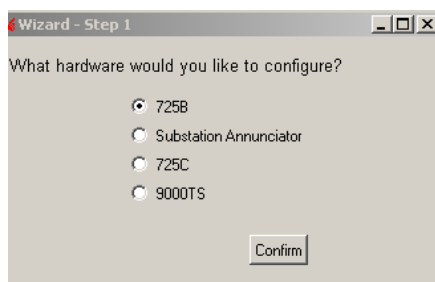 Wizard - Step 1
What hardware would you like to configure?
725B
Substation Annunciator
725C
9000TS
Confirm